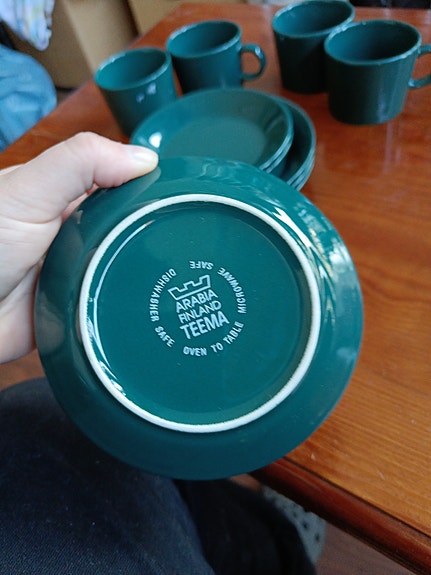 ARABIA
FINLAND
TEEMA
DISHWASHER SAFE
OVEN TO TABLE
MICROWAVE SAFE